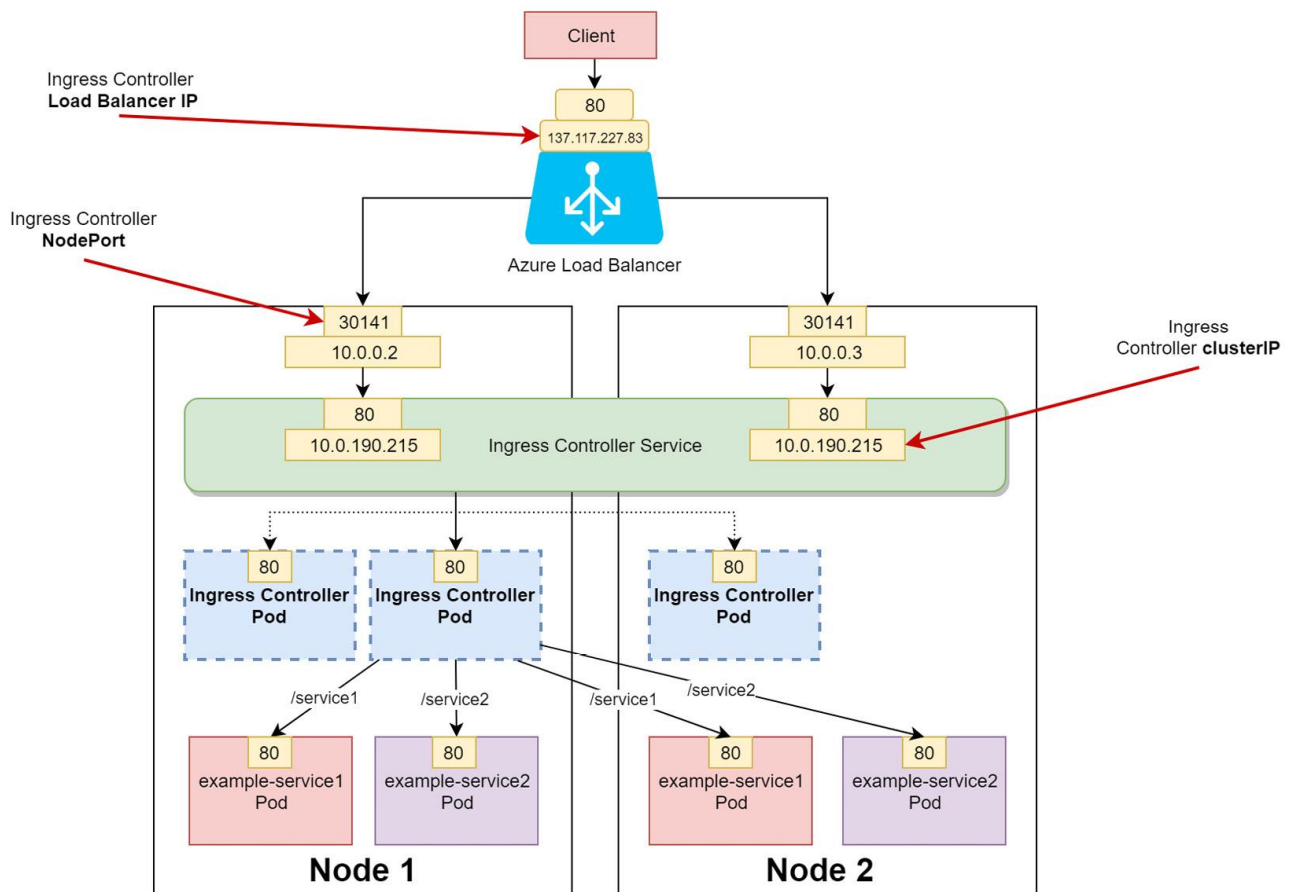 Client
Ingress Controller
Load Balancer IP
80
137.117.227.83
Ingress Controller
NodePort
Azure Load Balancer
30141
10.0.0.2
30141
10.0.0.3
Ingress
Controller clusterIP
80
10.0.190.215
Ingress Controller Service
80
10.0.190.215
80
Ingress Controller
Pod
80
Ingress Controller
Pod
80
Ingress Controller
Pod
/service1
/service2
/service1
/service2
80
example-service1
Pod
80
example-service2
Pod
80
example-service1
Pod
80
example-service2
Pod
Node 1
Node 2